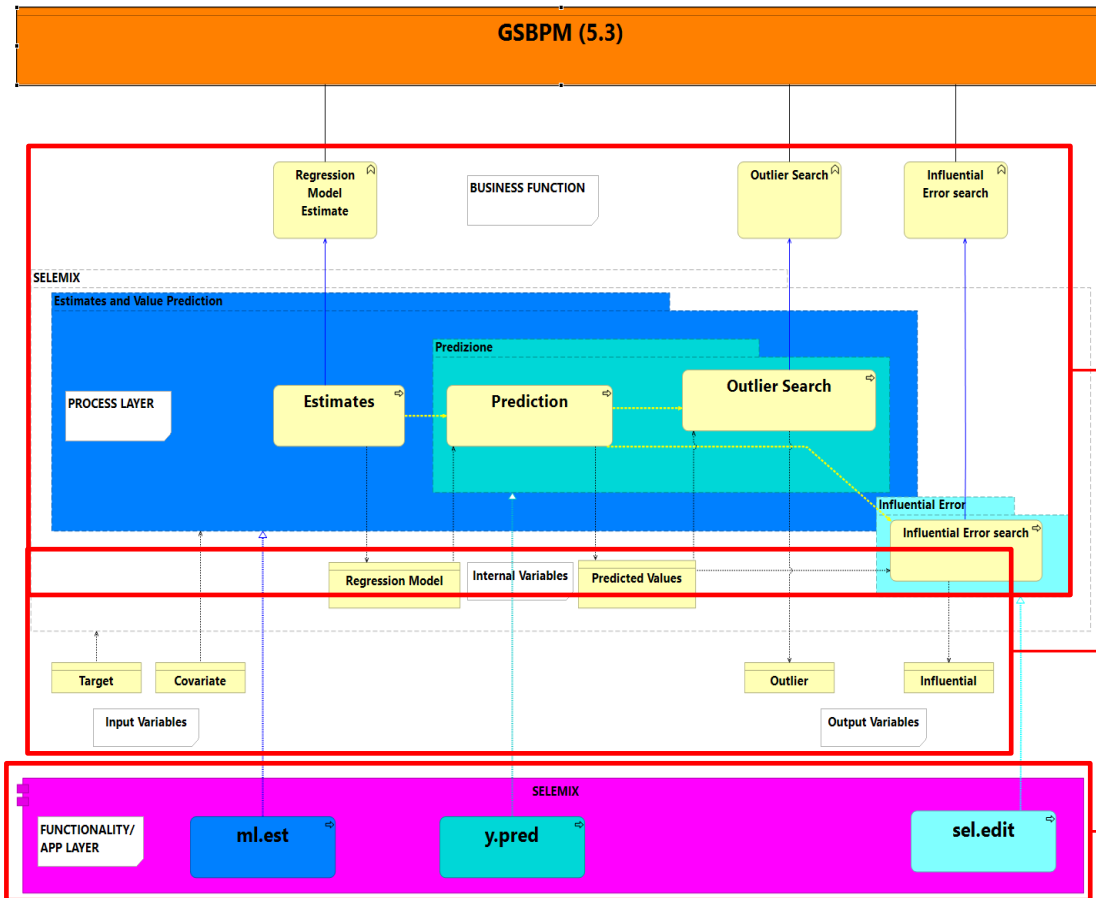 GSBPM (5.3)
Regression
Model
Estimate
BUSINESS FUNCTION
Outlier Search
Influential
Error search
SELEMIX
Estimates and Value Prediction
Predizione
PROCESS LAYER
Estimates
Prediction
Outlier Search
Influential Error
Influential Error search
Regression Model
Internal Variables
Predicted Values
Target
Covariate
Outlier
Influential
Input Variables
Output Variables
SELEMIX
FUNCTIONALITY/
APP LAYER
ml.est
y.pred
sel.edit